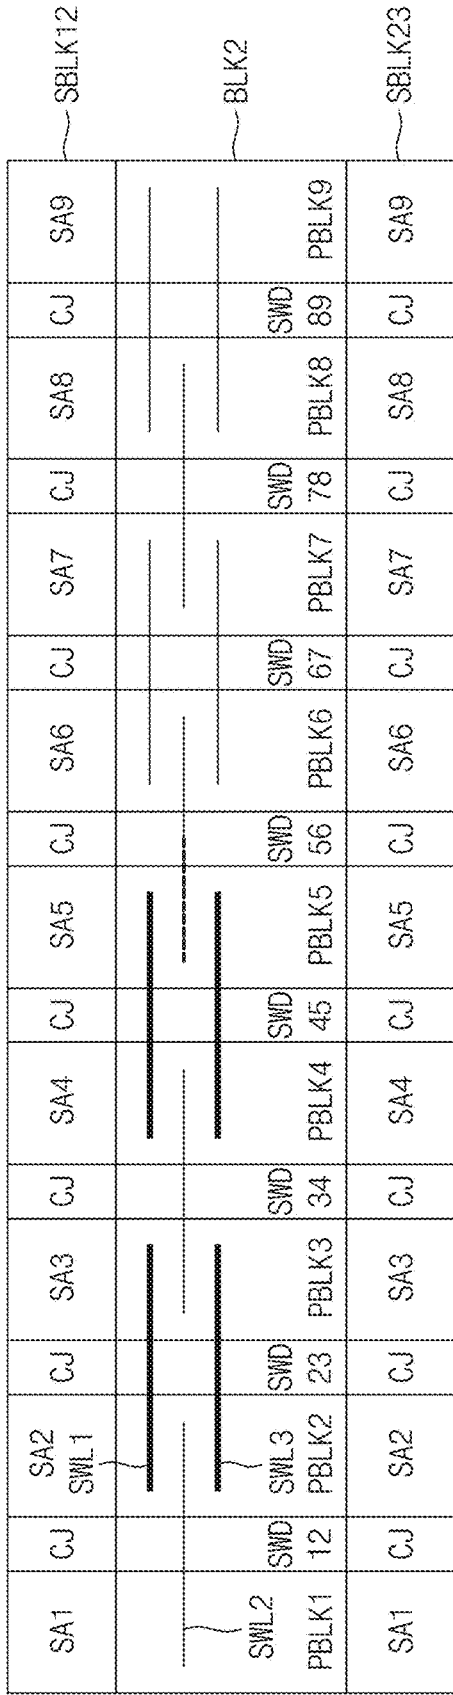 SA1 CJ SA2 CJ SA3 CJ SA4 CJ SA5 CJ SA6 CJ SA7 CJ SA8 CJ SA9 SBLK12
SWL1
BLK2
SWL2 SWL3
SWD SWD SWD SWD SWD SWD SWD SWD
PBLK1 12 PBLK2 23 PBLK3 34 PBLK4 45 PBLK5 56 PBLK6 67 PBLK7 78 PBLK8 89 PBLK9
SA1 CJ SA2 CJ SA3 CJ SA4 CJ SA5 CJ SA6 CJ SA7 CJ SA8 CJ SA9 SBLK23